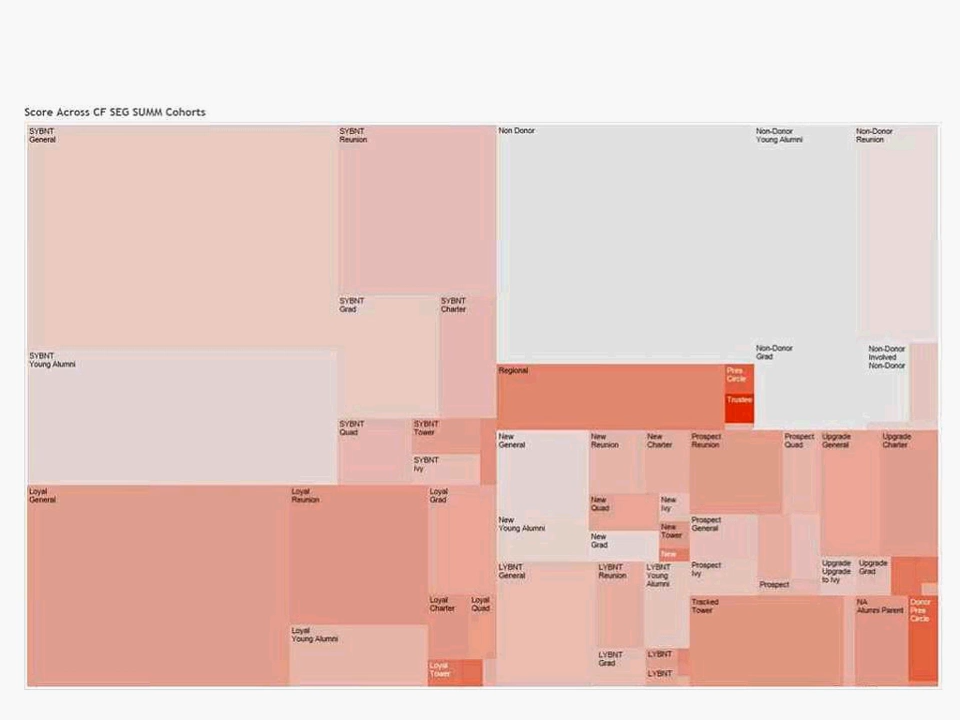 Score Across CF SEG SUMM Cohorts
SYBNT
General
SYBNT
Reunion
SYBNT
Grad
SYBNT
Charter
SYBNT
Young Alumni
SYBNT
Quad
SYBNT
Tower
SYBNT
Ivy
Loyal
General
Loyal
Reunion
Loyal
Grad
Loyal
Charter
Loyal
Quad
Loyal
Young Alumni
Loyal
Tower
Non Donor
Non-Donor
Young Alumni
Non-Donor
Reunion
Non-Donor
Grad
Non-Donor
Involved
Non-Donor
Regional
Pres
Circle
Trustee
New
General
New
Reunion
New
Charter
New
Quad
New
Ivy
New
Young Alumni
New
Grad
New
Tower
New
Prospect
Reunion
Prospect
Quad
Prospect
General
Prospect
Ivy
Prospect
Upgrade
General
Upgrade
Charter
Upgrade
Upgrade
to Ivy
Upgrade
Grad
LYBNT
General
LYBNT
Reunion
LYBNT
Young
Alumni
LYBNT
Grad
LYBNT
LYBNT
Tracked
Tower
NA
Alumni Parent
Donor
Pres
Circle